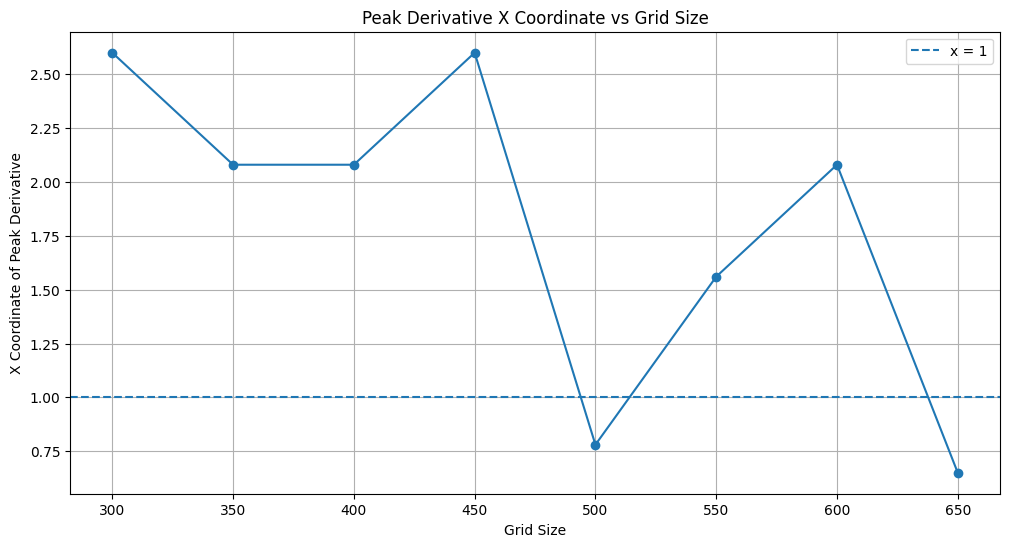 Peak Derivative X Coordinate vs Grid Size
x = 1
X Coordinate of Peak Derivative
2.50
2.25
2.00
1.75
1.50
1.25
1.00
0.75
300 350 400 450 500 550 600 650
Grid Size